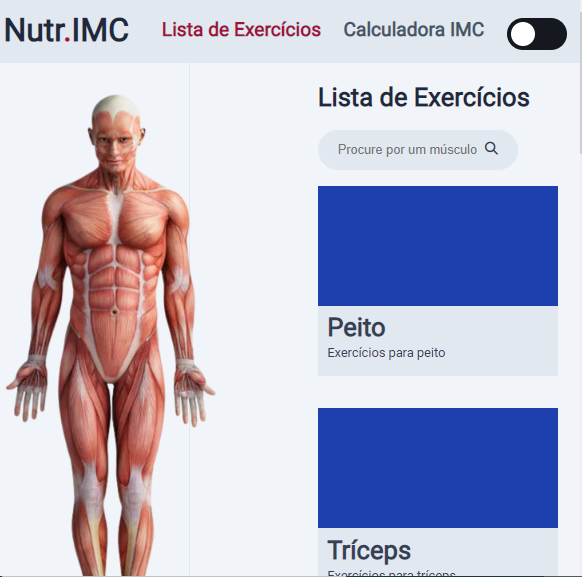 Nutr.IMC
Lista de Exercícios
Calculadora IMC
Lista de Exercícios
Procure por um músculo
Peito
Exercícios para peito
Tríceps
Exercícios para tríceps